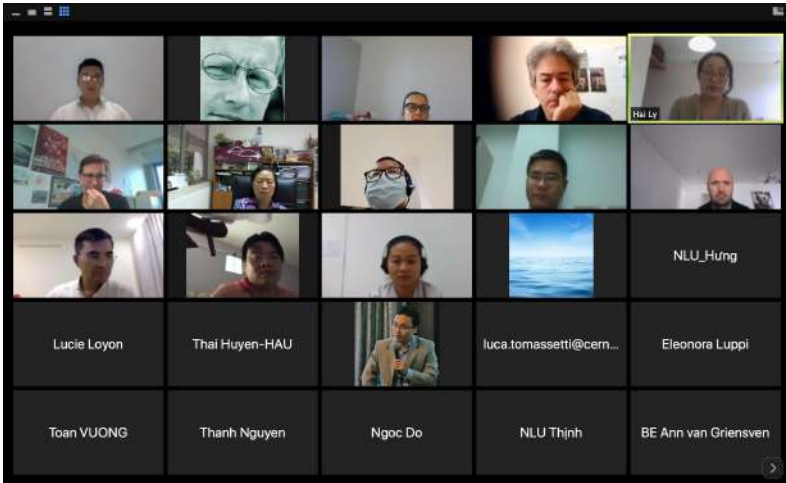 Hai Ly
NLU_Hưng
Lucie Loyon
Thai Huyen-HAU
luca.tomassetti@cern...
Eleonora Luppi
Toan VUONG
Thanh Nguyen
Ngoc Do
NLU Thịnh
BE Ann van Griensven